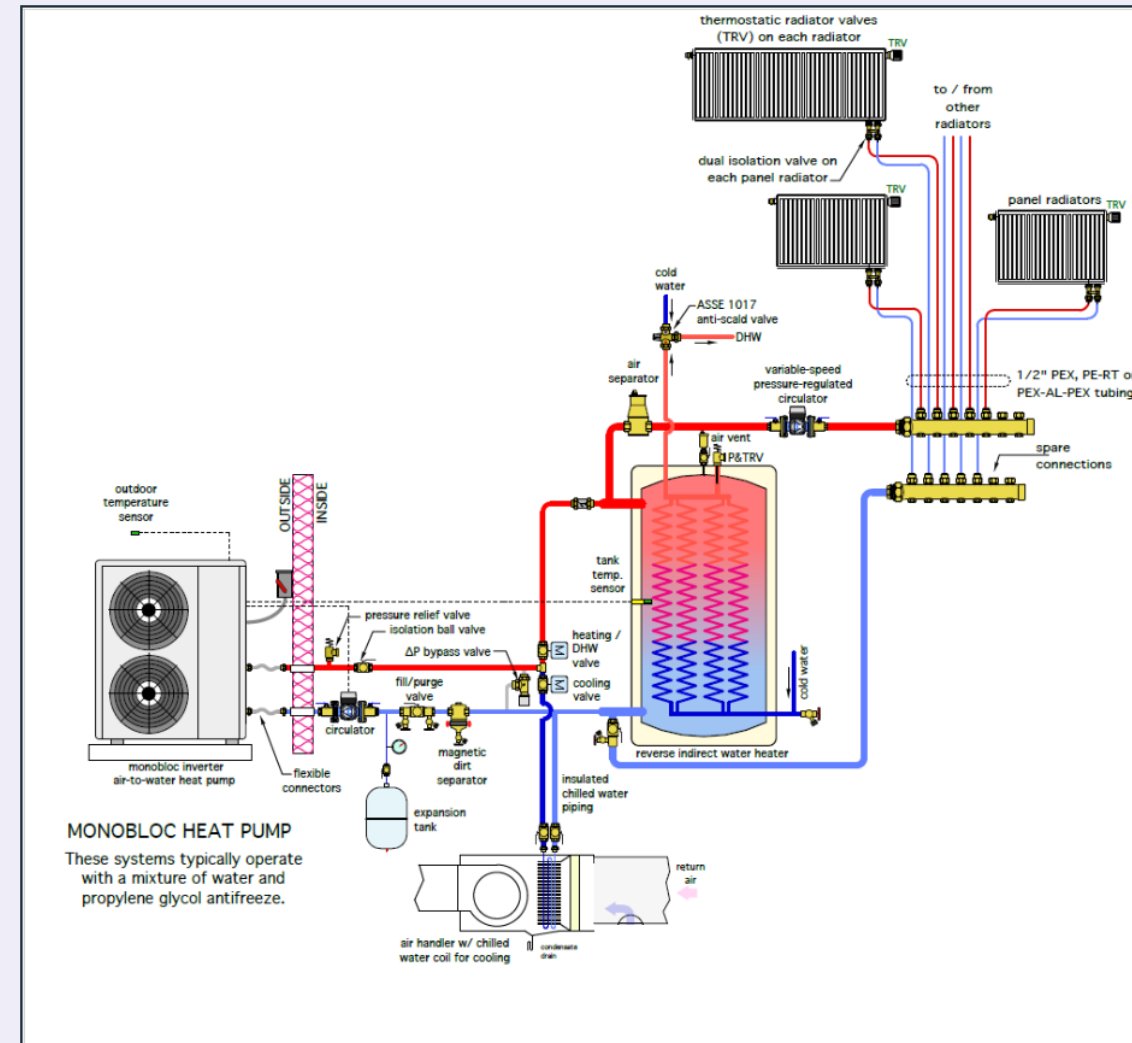 thermostatic radiator valves
(TRV) on each radiator
TRV
to / from
other
radiators
dual isolation valve on
each panel radiator
TRV
panel radiators
TRV
cold
water
ASSE 1017
anti-scald valve
DHW
air
separator
variable-speed
pressure-regulated
circulator
1/2" PEX, PE-RT o
PEX-AL-PEX tubing
air vent
P&TRV
spare
connections
outdoor
temperature
sensor
OUTSIDE
INSIDE
tank
temp.
sensor
pressure relief valve
isolation ball valve
ΔP bypass valve
heating /
DHW
valve
M
cooling
valve
M
fill/purge
valve
cold water
circulator
magnetic
dirt
separator
reverse indirect water heater
monobloc inverter
air-to-water heat pump
flexible
connectors
insulated
chilled water
piping
expansion
tank
MONOBLOC HEAT PUMP
These systems typically operate
with a mixture of water and
propylene glycol antifreeze.
return
air
air handler w/ chilled
water coil for cooling
condensate
drain